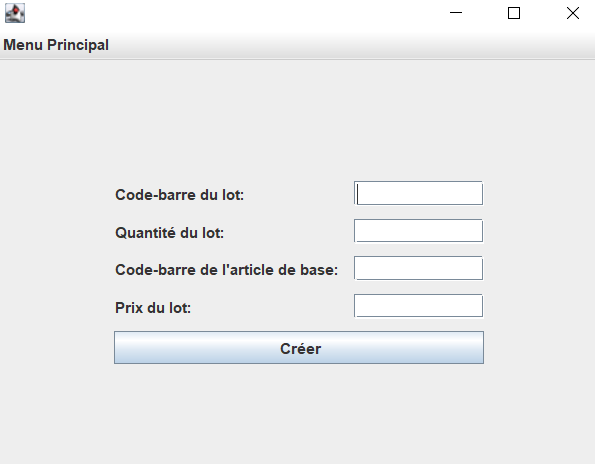 Menu Principal
Code-barre du lot:
Quantité du lot:
Code-barre de l'article de base:
Prix du lot:
Créer